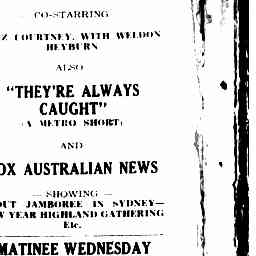 CO-STARRING
Z COURTNEY, WITH WELDON
HEYBURN
ALSO
"THEY'RE ALWAYS
CAUGHT"
(A METRO SHORT)
AND
OX AUSTRALIAN NEWS
— SHOWING —
OUT JAMBOREE IN SYDNEY—
W YEAR HIGHLAND GATHERING
Etc.
MATINEE WEDNESDAY